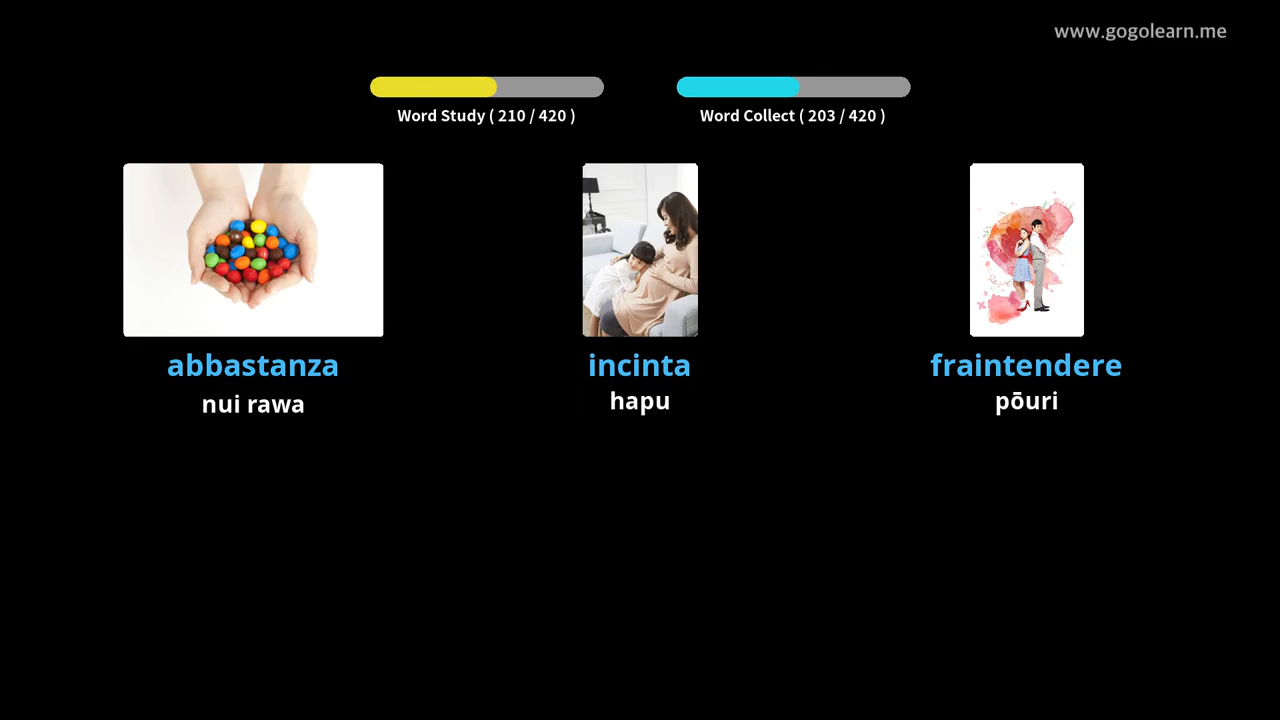 www.gogolearn.me
Word Study ( 210 / 420 )
Word Collect ( 203 / 420 )
abbastanza
nui rawa
incinta
hapu
fraintendere
pōuri